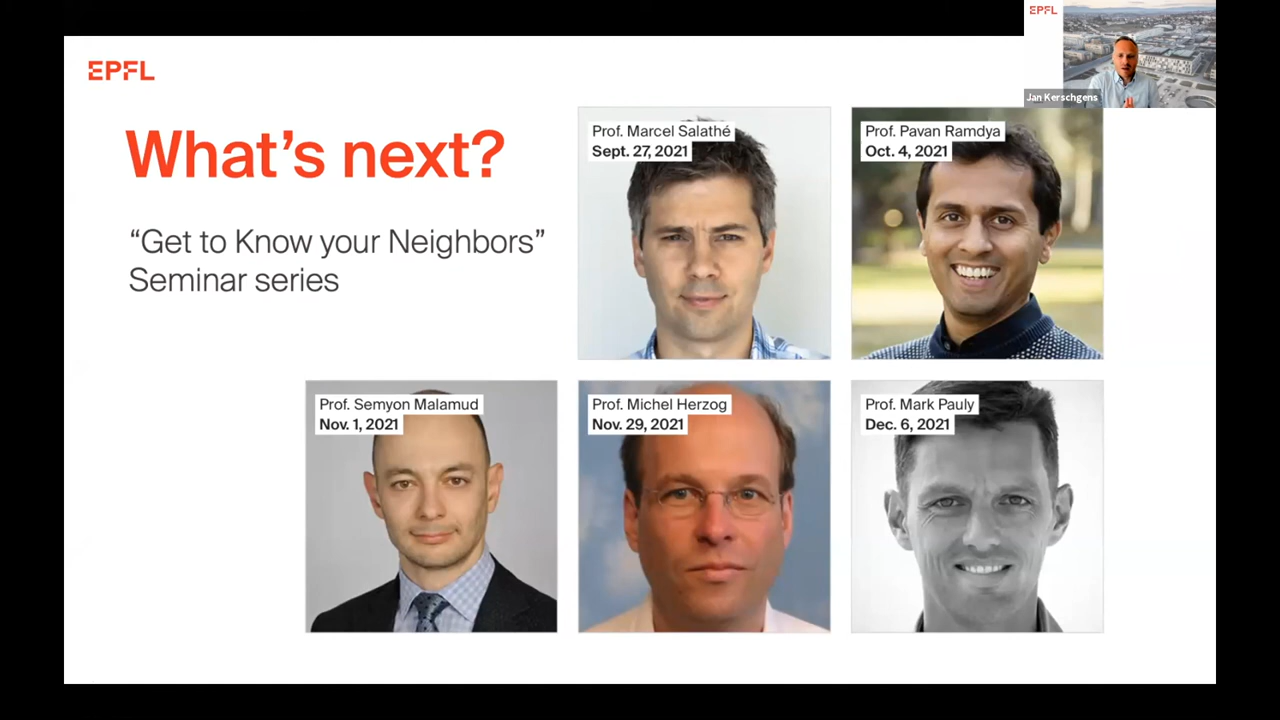 EPFL
Jan Kerschgens
EPFL
What's next?
“Get to Know your Neighbors”
Seminar series
Prof. Marcel Salathé
Sept. 27, 2021
Prof. Pavan Ramdya
Oct. 4, 2021
Prof. Semyon Malamud
Nov. 1, 2021
Prof. Michel Herzog
Nov. 29, 2021
Prof. Mark Pauly
Dec. 6, 2021